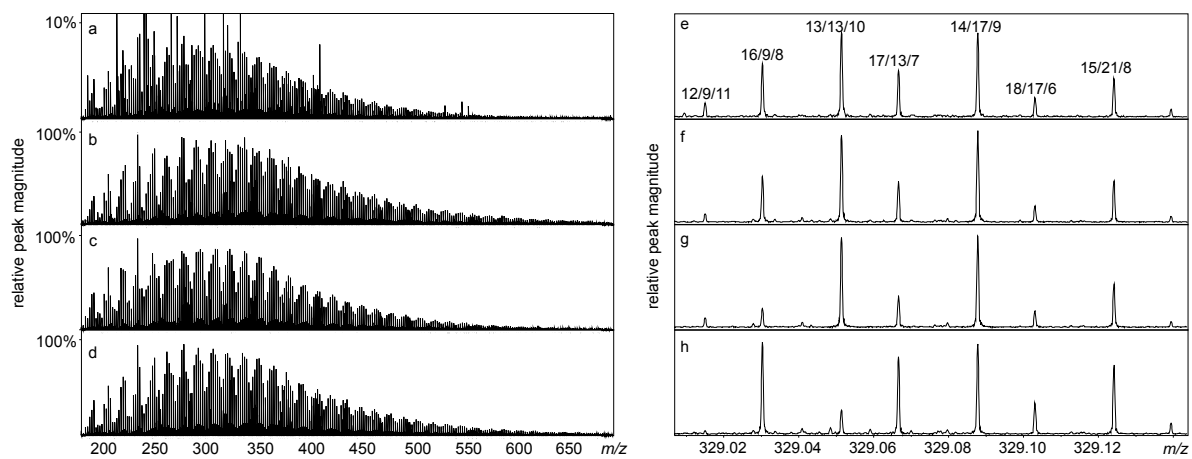 relative peak magnitude
10%
a
100%
b
100%
c
100%
d
200 250 300 350 400 450 500 550 600 650 m/z
relative peak magnitude
e
12/9/11
16/9/8
13/13/10
17/13/7
14/17/9
18/17/6
15/21/8
f
g
h
329.02 329.04 329.06 329.08 329.10 329.12 m/z